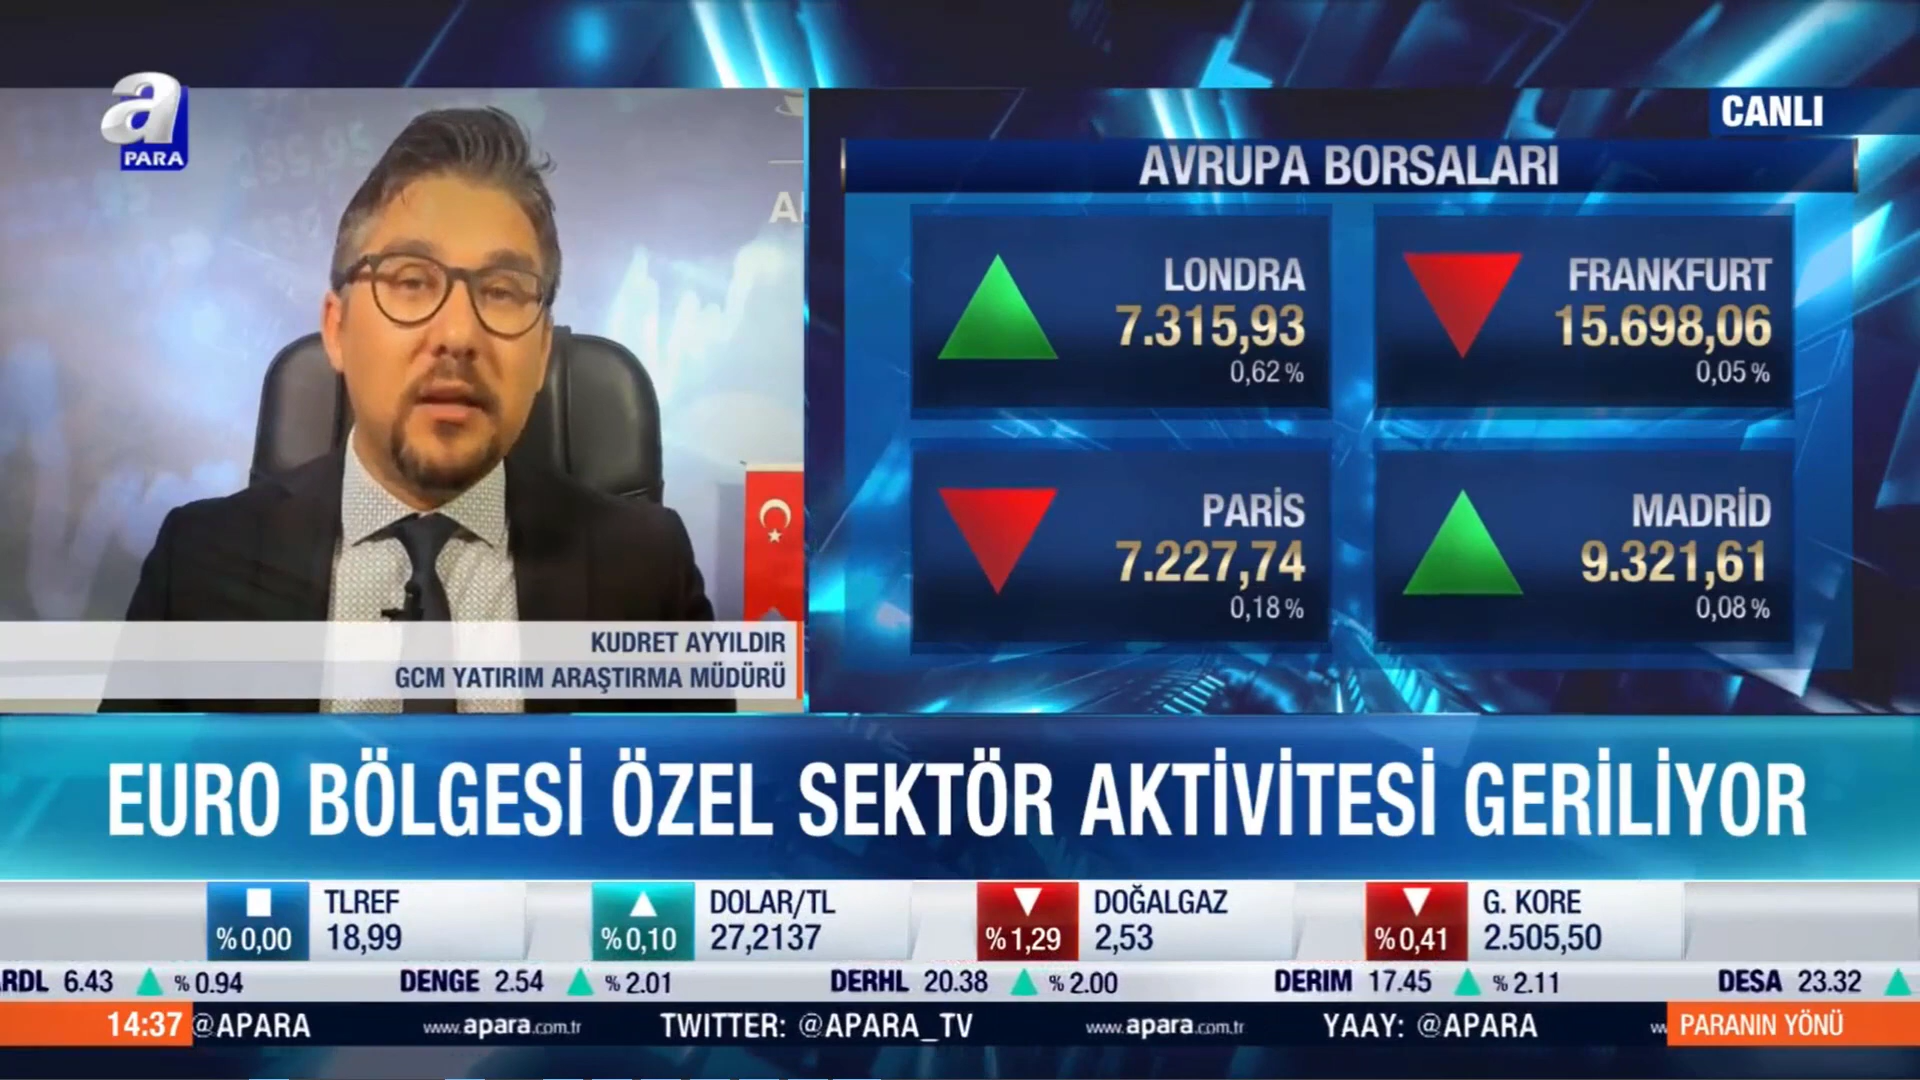 a
PARA
CANLI
AVRUPA BORSALARI
LONDRA
7.315,93
0,62 %
FRANKFURT
15.698,06
0,05 %
PARİS
7.227,74
0,18 %
MADRİD
9.321,61
0,08 %
KUDRET AYYILDIR
GCM YATIRIM ARAŞTIRMA MÜDÜRÜ
EURO BÖLGESİ ÖZEL SEKTÖR AKTİVİTESİ GERİLİYOR
%0,00 TLREF 18,99
%0,10 DOLAR/TL 27,2137
%1,29 DOĞALGAZ 2,53
%0,41 G. KORE 2.505,50
RDL 6.43 %0.94 DENGE 2.54 %2.01 DERHL 20.38 %2.00 DERIM 17.45 %2.11 DESA 23.32
14:37 @APARA www.apara.com.tr TWITTER: @APARA_TV www.apara.com.tr YAAY: @APARA PARANIN YÖNÜ